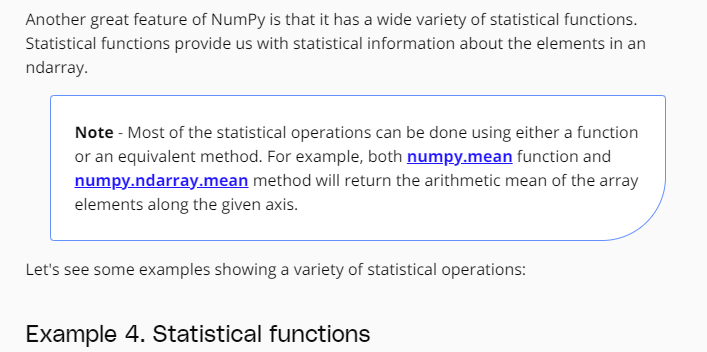 Another great feature of NumPy is that it has a wide variety of statistical functions.
Statistical functions provide us with statistical information about the elements in an
ndarray.
Note - Most of the statistical operations can be done using either a function
or an equivalent method. For example, both numpy.mean function and
numpy.ndarray.mean method will return the arithmetic mean of the array
elements along the given axis.
Let's see some examples showing a variety of statistical operations:
Example 4. Statistical functions